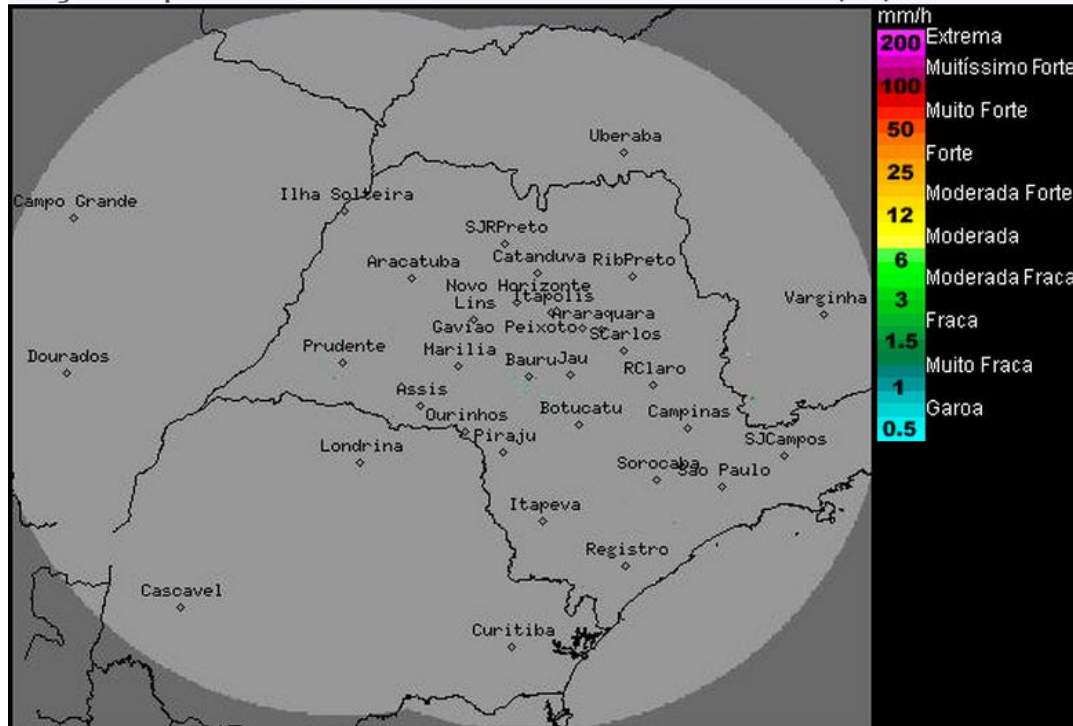 mm/h
200
Extrema
Muitíssimo Forte
100
Muito Forte
50
Forte
25
Moderada Forte
12
Moderada
6
Moderada Fraca
3
Fraca
1.5
Muito Fraca
1
Garoa
0.5
Uberaba
Campo Grande
Ilha Solteira
SJRPreto
Aracatuba
Catanduva
RibPreto
Novo Horizonte
Itapolis
Lins
Araraquara
Varginha
Gaviao Peixoto
SCarlos
Prudente
Marilia
Bauru
Jau
Dourados
RClaro
Assis
Ourinhos
Botucatu
Campinas
Piraju
SJCampos
Londrina
Sorocaba
Sao Paulo
Itapeva
Registro
Cascavel
Curitiba